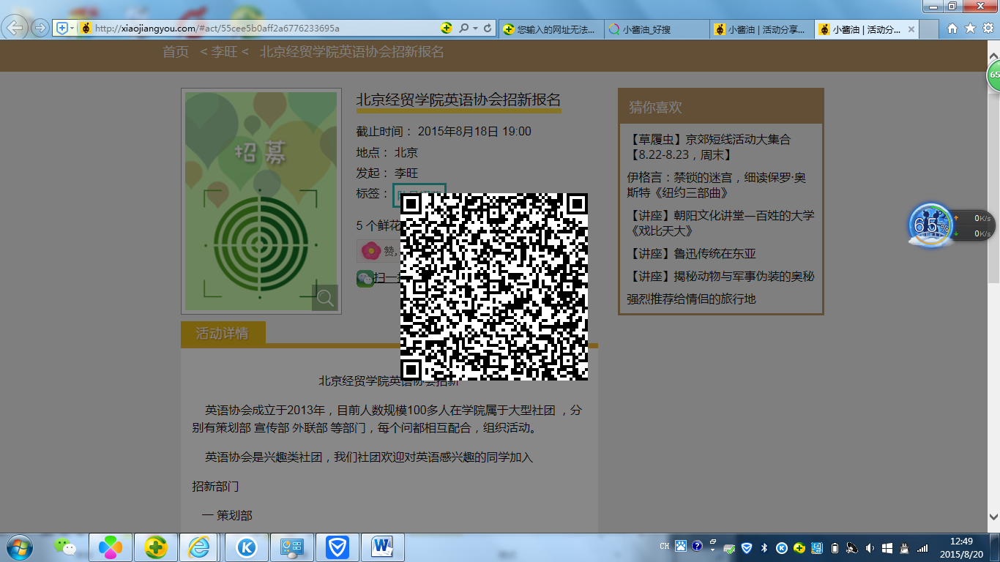 http://xiaojiangyou.com/#act/55cee5b0aff2a6776233695a
您输入的网址无法...
小酱油_好搜
小酱油 | 活动分享...
小酱油 | 活动分...
首页 < 李旺 < 北京经贸学院英语协会招新报名
65
招募
北京经贸学院英语协会招新报名
截止时间： 2015年8月18日 19:00
地点： 北京
发起： 李旺
标签：
5 个鲜花
赞,
扫一
猜你喜欢
【草履虫】京郊短线活动大集合
【8.22-8.23，周末】
伊格言：禁锁的迷宫，细读保罗·奥
斯特《纽约三部曲》
【讲座】朝阳文化讲堂—百姓的大学
《戏比天大》
【讲座】鲁迅传统在东亚
【讲座】揭秘动物与军事伪装的奥秘
强烈推荐给情侣的旅行地
65%
0K/s
0K/s
活动详情
北京经贸学院英语协会招新
英语协会成立于2013年，目前人数规模100多人在学院属于大型社团 ，分
别有策划部 宣传部 外联部 等部门，每个问都相互配合，组织活动。
英语协会是兴趣类社团，我们社团欢迎对英语感兴趣的同学加入
招新部门
一 策划部
CH
12:49
2015/8/20